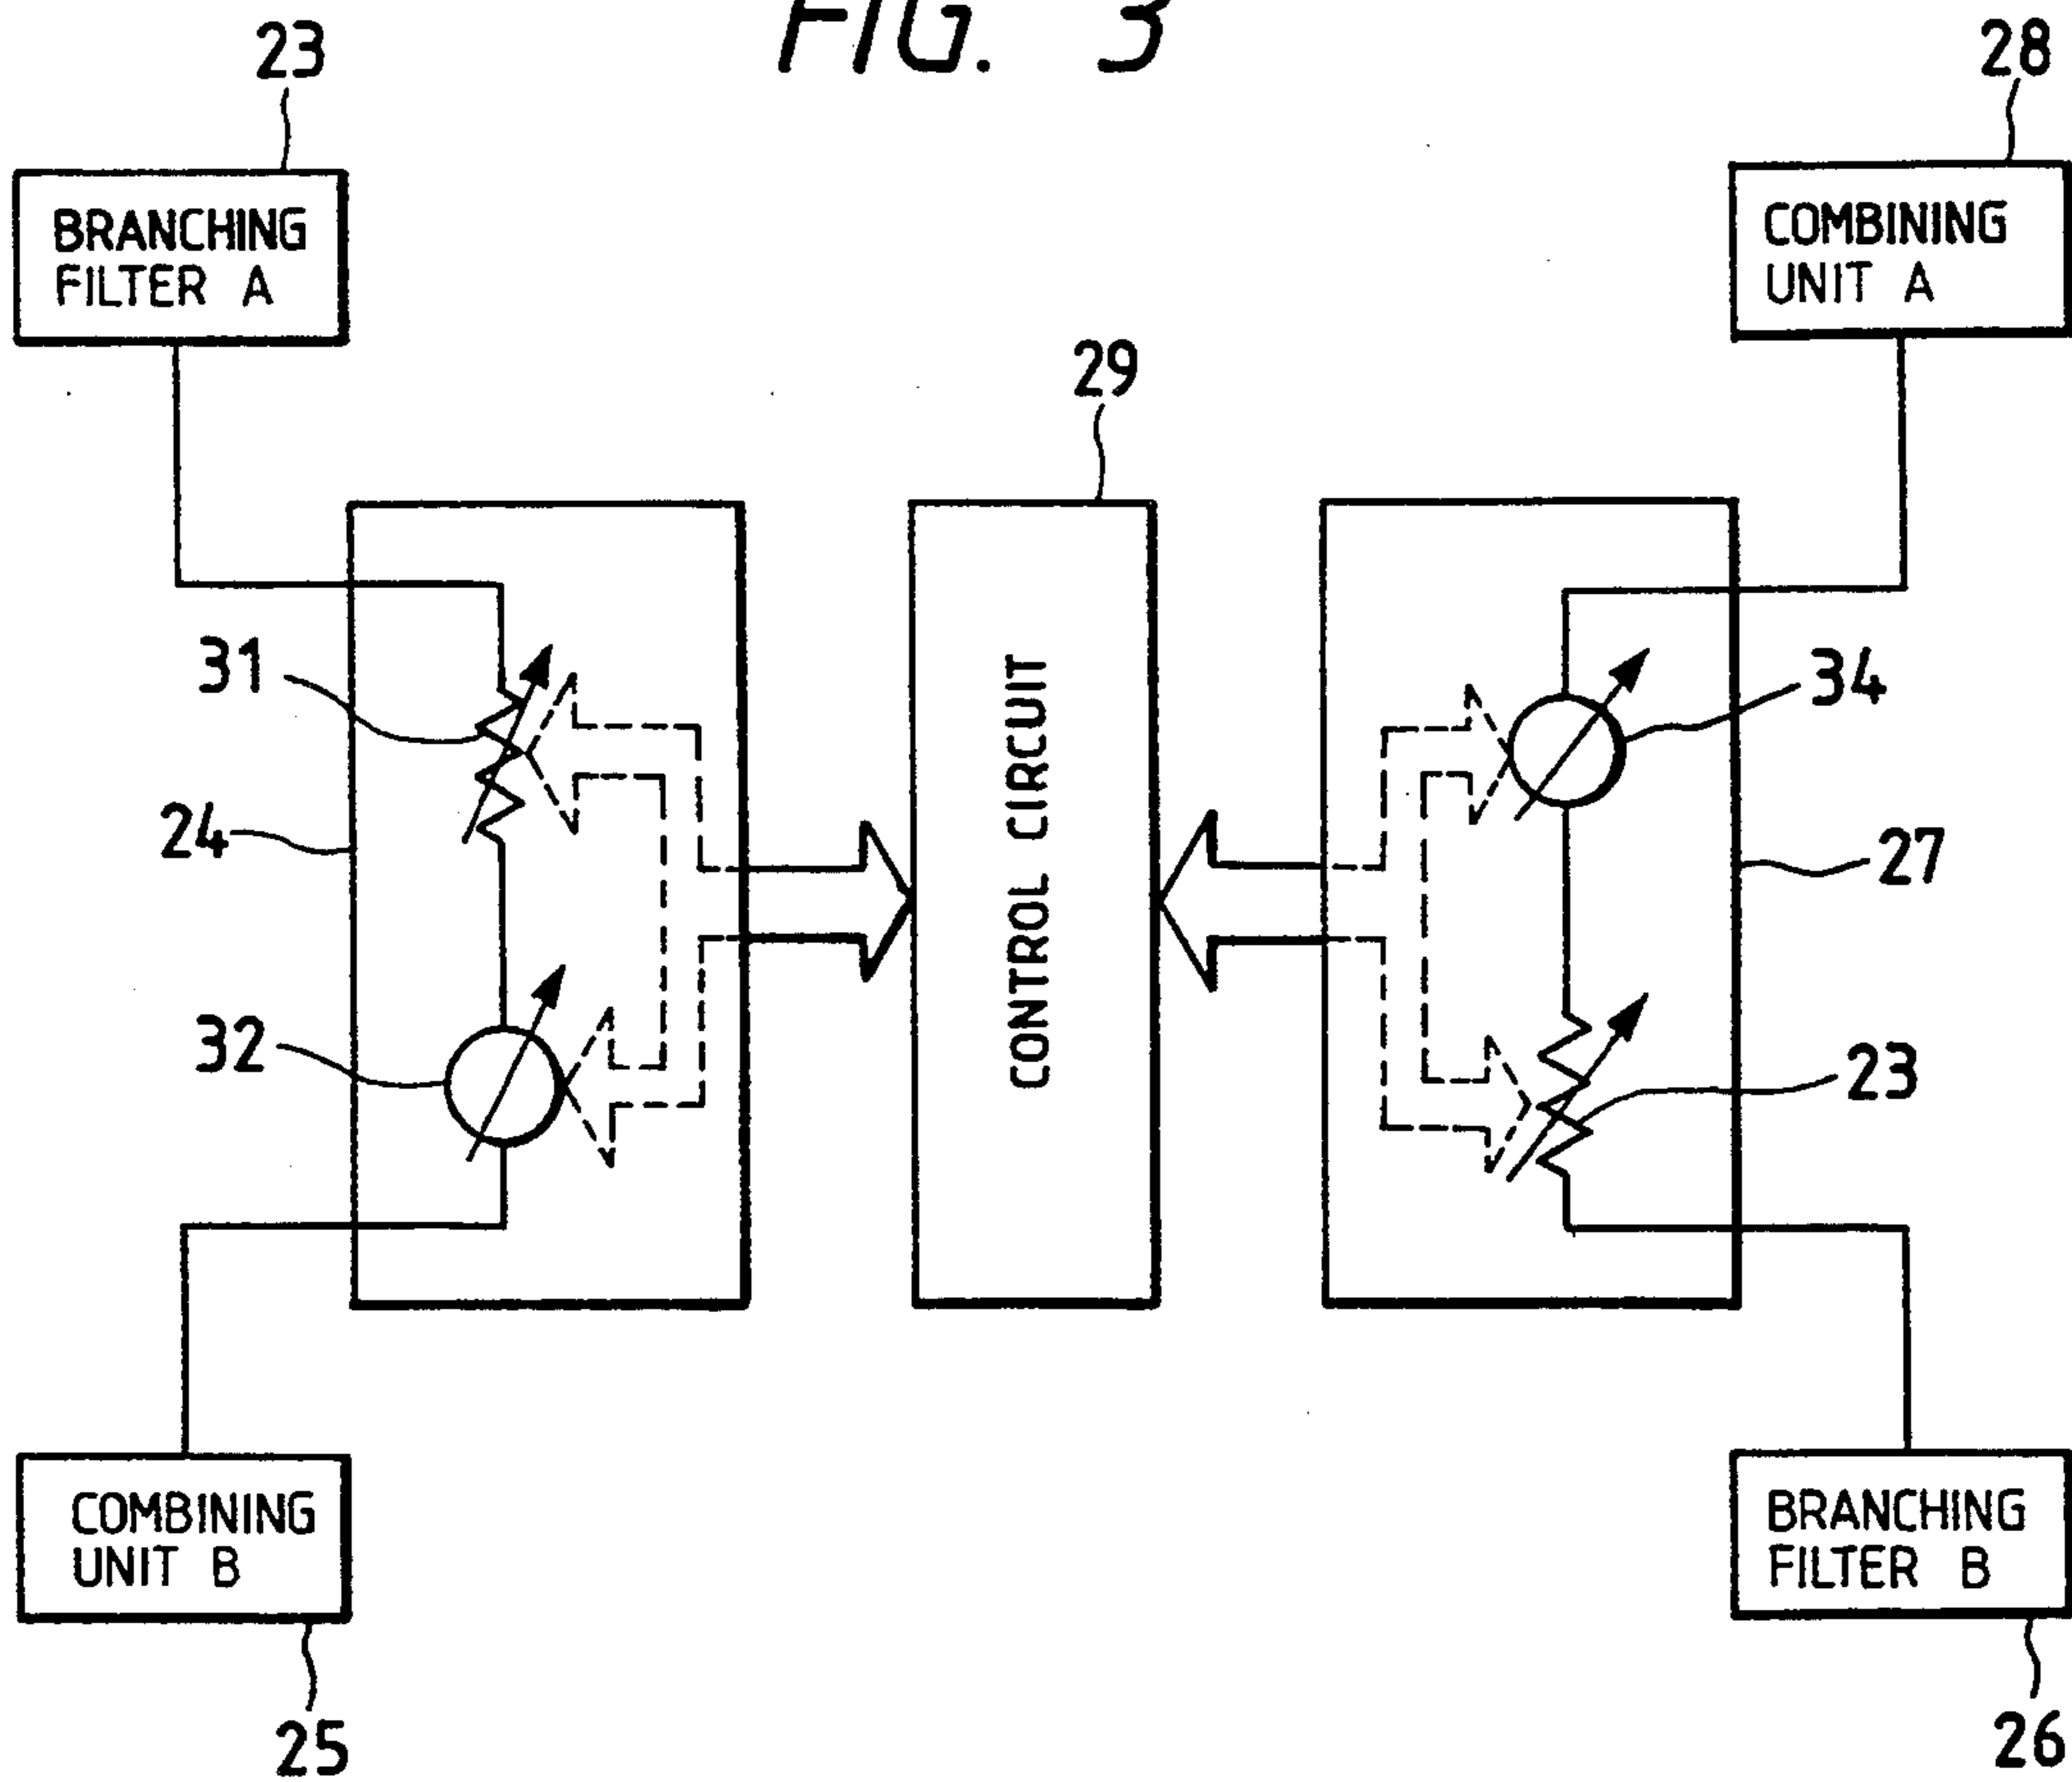 FIG. 3
23
28
BRANCHING
FILTER A
COMBINING
UNIT A
29
31
34
24
CONTROL CIRCUIT
27
32
23
COMBINING
UNIT B
BRANCHING
FILTER B
25
26